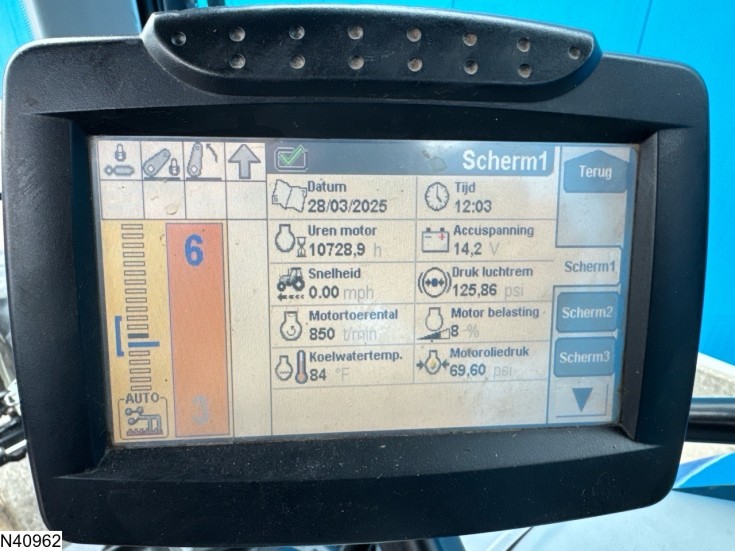 Scherm1
Terug
Datum
28/03/2025
Tijd
12:03
Uren motor
10728,9 h
Accuspanning
14,2 V
Snelheid
0.00 mph
Druk luchtrem
125,86 psi
Motortoerental
850 t/min
Motor belasting
8 %
Koelwatertemp.
84 °F
Motoroliedruk
69,60 psi
Scherm1
Scherm2
Scherm3
6
3
AUTO
N40962